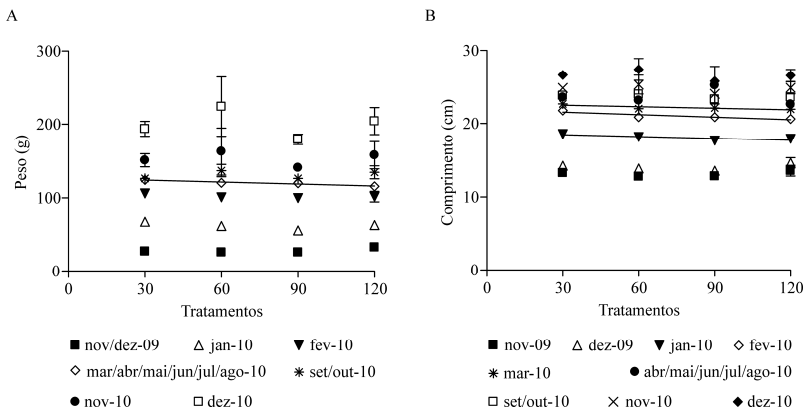 A
B
300
200
100
0
Peso (g)
0 30 60 90 120
Tratamentos
nov/dez-09 jan-10 fev-10
mar/abr/mai/jun/jul/ago-10 set/out-10
nov-10 dez-10
30
20
10
0
Comprimento (cm)
0 30 60 90 120
Tratamentos
nov-09 dez-09 jan-10 fev-10
mar-10 abr/mai/jun/jul/ago-10
set/out-10 nov-10 dez-10